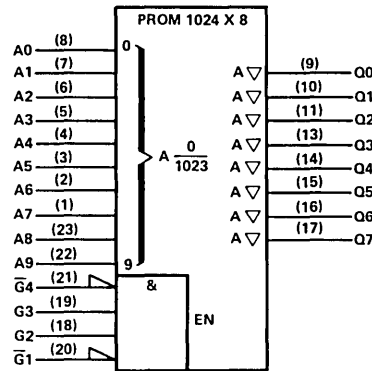 PROM 1024 X 8
A0 (8) 0
A1 (7) A ▽ (9) Q0
A2 (6) A ▽ (10) Q1
A3 (5) A ▽ (11) Q2
A4 (4) A ▽ (13) Q3
A5 (3) A 0/1023 A ▽ (14) Q4
A6 (2) A ▽ (15) Q5
A7 (1) A ▽ (16) Q6
A8 (23) A ▽ (17) Q7
A9 (22) 9
G̅4 (21) &
G3 (19) EN
G2 (18)
G̅1 (20)